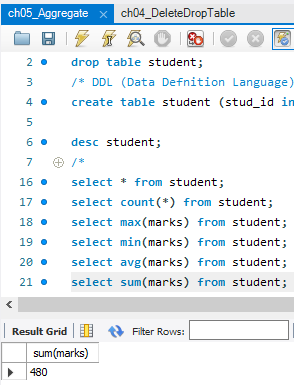 ch05_Aggregate × ch04_DeleteDropTable
2 drop table student;
3 /* DDL (Data Defnition Language)
4 create table student (stud_id in
5
6 desc student;
7 /*
16 select * from student;
17 select count(*) from student;
18 select max(marks) from student;
19 select min(marks) from student;
20 select avg(marks) from student;
21 select sum(marks) from student;
Result Grid Filter Rows:
sum(marks)
480